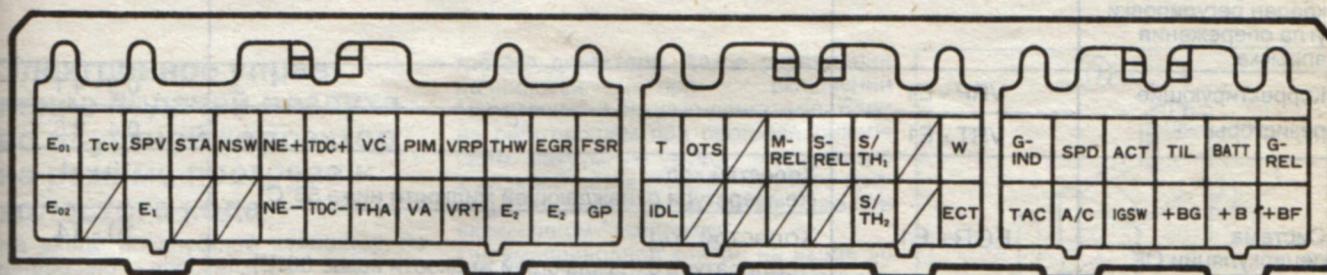 E01 Tcv SPV STA NSW NE+ TDC+ VC PIM VRP THW EGR FSR
E02 E1 NE- TDC- THA VA VRT E2 E2 GP
T OTS M-REL S-REL S/TH1 W
IDL S/TH2 ECT
G-IND SPD ACT TIL BATT G-REL
TAC A/C IGSW +BG +B +BF